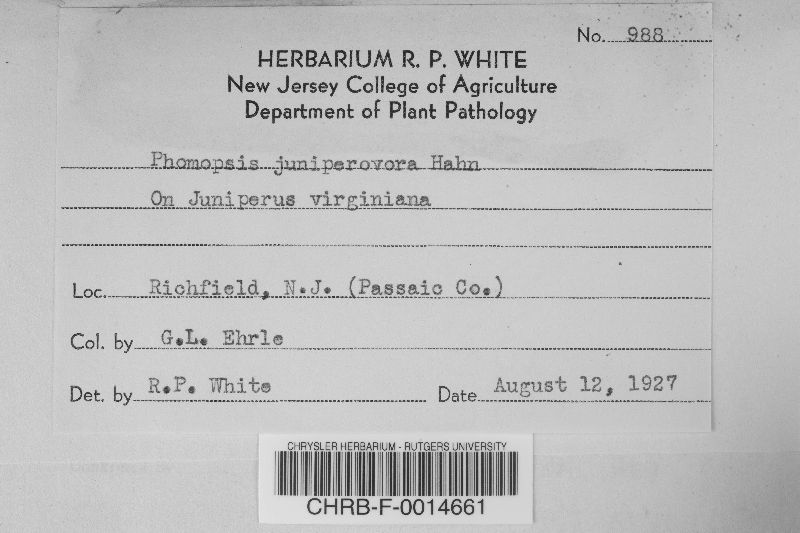 No. 988
HERBARIUM R. P. WHITE
New Jersey College of Agriculture
Department of Plant Pathology
Phomopsis juniperovora Hahn
On Juniperus virginiana
Loc. Richfield, N.J. (Passaic Co.)
Col. by G.L. Ehrle
Det. by R.P. White Date August 12, 1927
CHRYSLER HERBARIUM - RUTGERS UNIVERSITY
CHRB-F-0014661